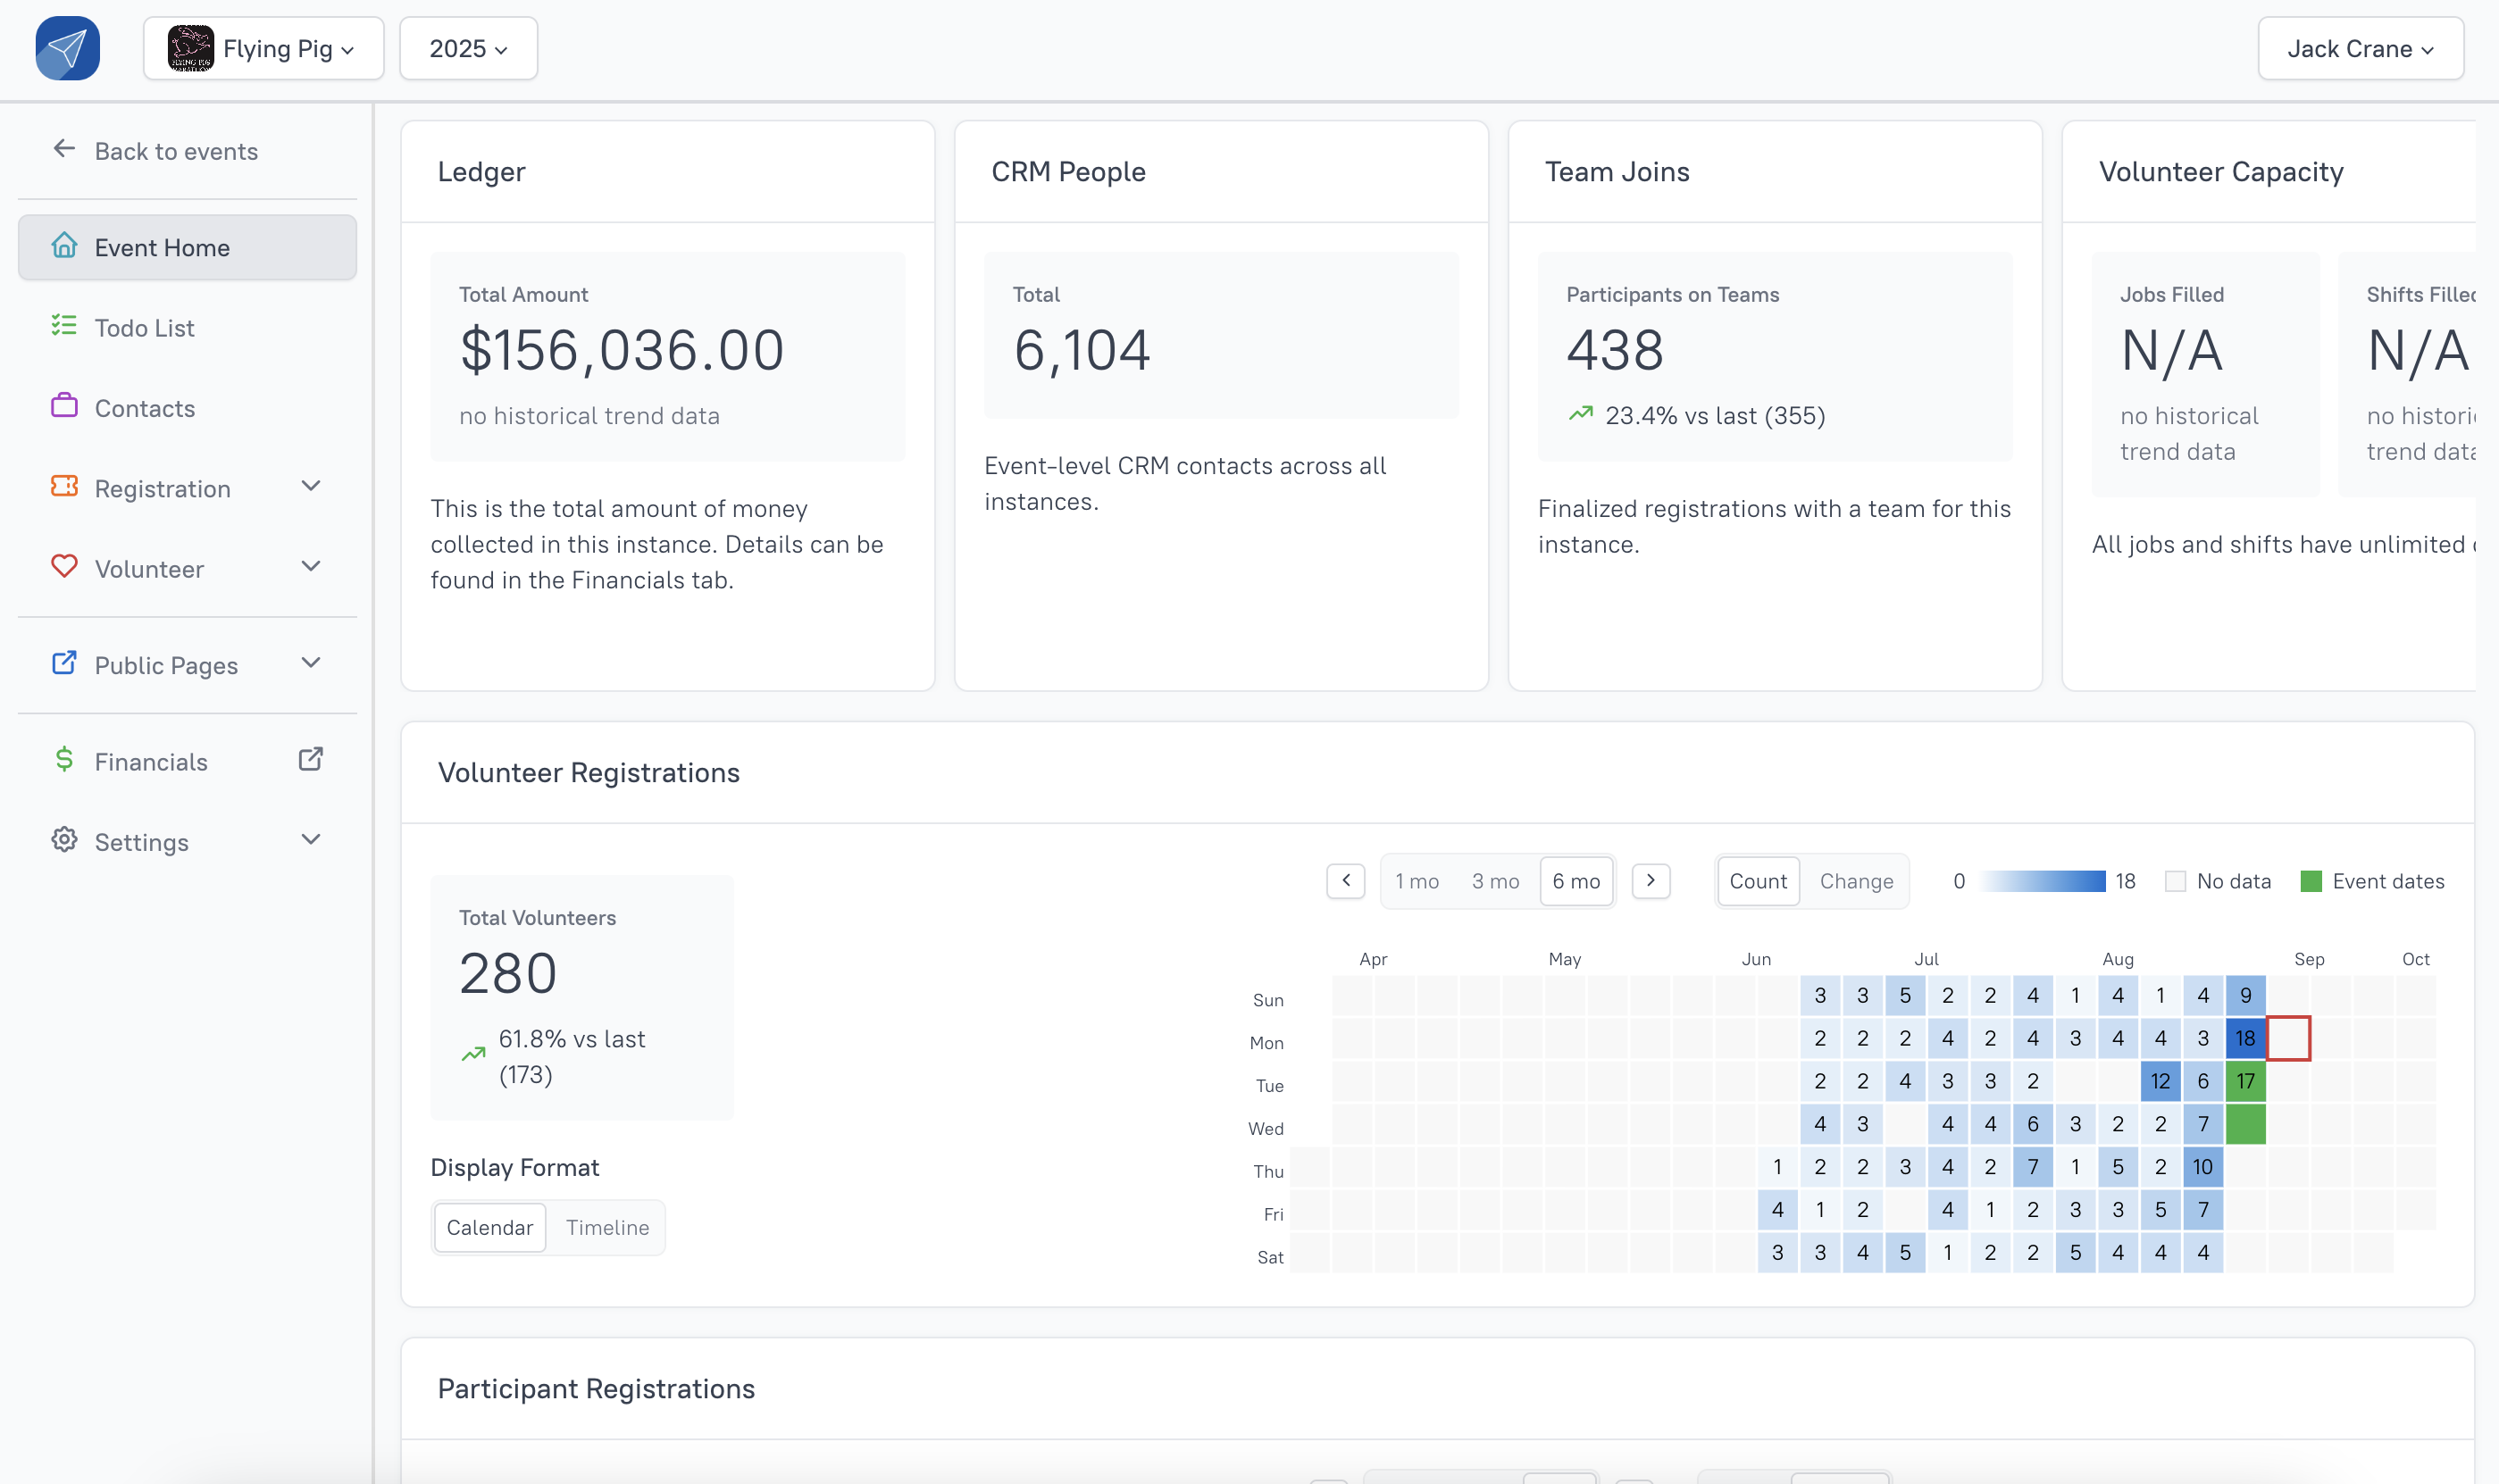 Flying Pig
2025
Jack Crane
Back to events
Event Home
Todo List
Contacts
Registration
Volunteer
Public Pages
Financials
Settings
Ledger
Total Amount
$156,036.00
no historical trend data
This is the total amount of money
collected in this instance. Details can be
found in the Financials tab.
CRM People
Total
6,104
Event-level CRM contacts across all
instances.
Team Joins
Participants on Teams
438
23.4% vs last (355)
Finalized registrations with a team for this
instance.
Volunteer Capacity
Jobs Filled
N/A
no historical
trend data
Shifts Filled
N/A
no histori
trend data
All jobs and shifts have unlimited
Volunteer Registrations
Total Volunteers
280
61.8% vs last
(173)
Display Format
Calendar Timeline
1 mo 3 mo 6 mo
Count Change
0 18 No data Event dates
Apr May Jun Jul Aug Sep Oct
Sun 3 3 5 2 2 4 1 4 1 4 9
Mon 2 2 2 4 2 4 3 4 4 3 18
Tue 2 2 4 3 3 2 12 6 17
Wed 4 3 4 4 6 3 2 2 7
Thu 1 2 2 3 4 2 7 1 5 2 10
Fri 4 1 2 4 1 2 3 3 5 7
Sat 3 3 4 5 1 2 2 5 4 4 4
Participant Registrations